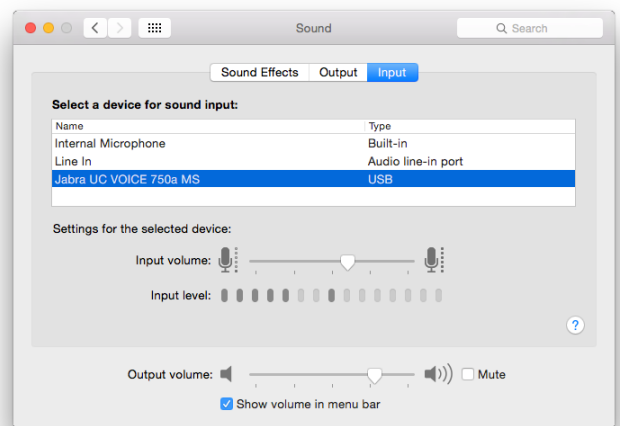 Sound
Search
Sound Effects Output Input
Select a device for sound input:
Name Type
Internal Microphone Built-in
Line In Audio line-in port
Jabra UC VOICE 750a MS USB
Settings for the selected device:
Input volume:
Input level:
?
Output volume: Mute
Show volume in menu bar